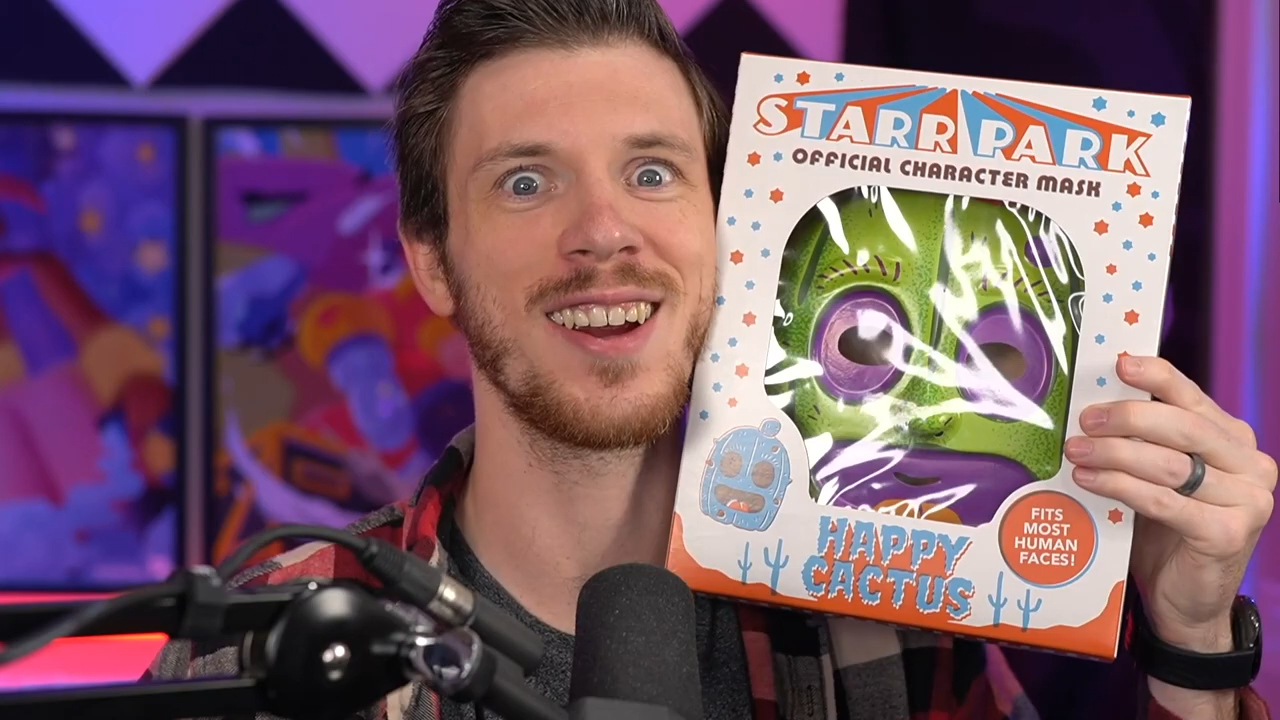 STARR PARK
OFFICIAL CHARACTER MASK
HAPPY
CACTUS
FITS
MOST
HUMAN
FACES!